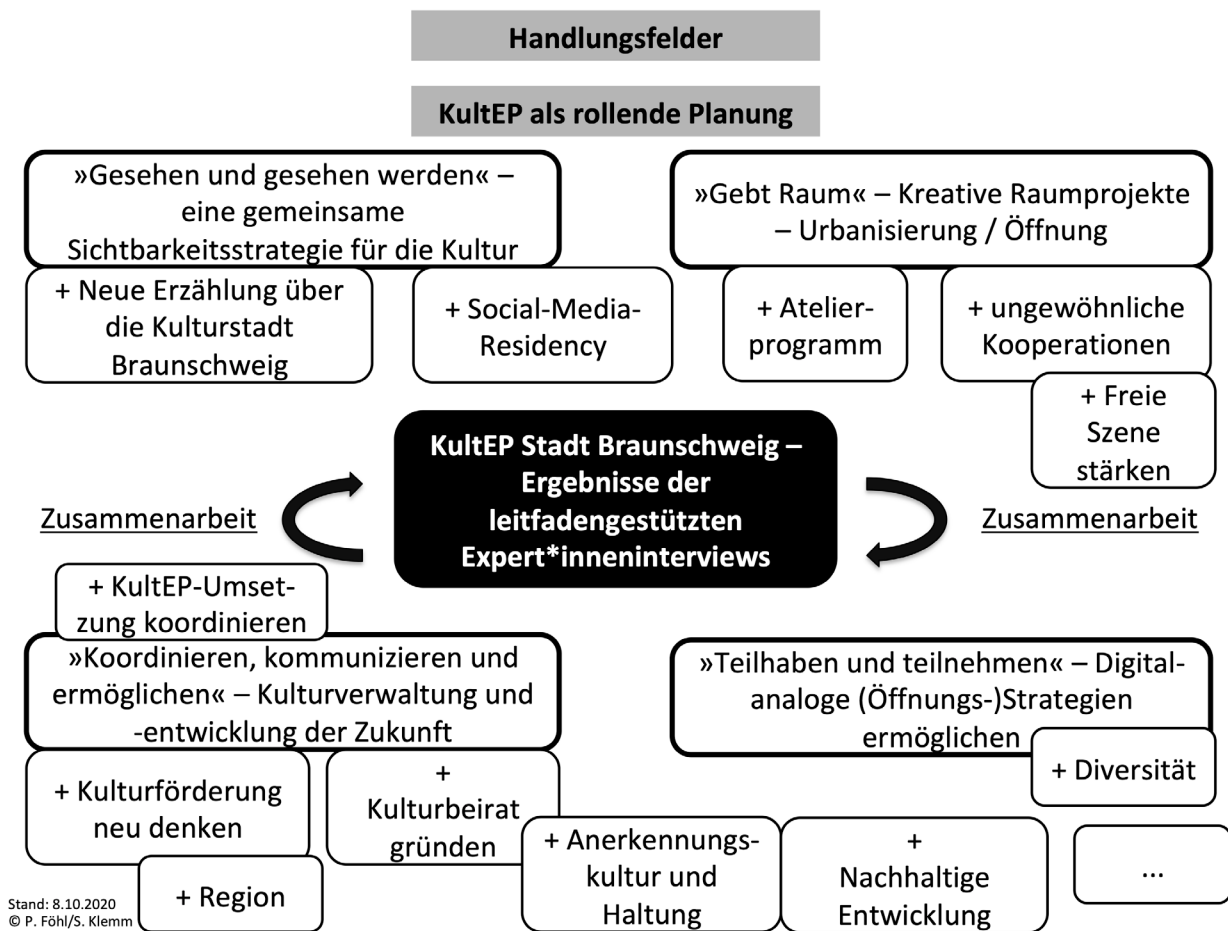 Handlungsfelder
KultEP als rollende Planung
»Gesehen und gesehen werden« –
eine gemeinsame
Sichtbarkeitsstrategie für die Kultur
+ Neue Erzählung über
die Kulturstadt
Braunschweig
+ Social-Media-
Residency
»Gebt Raum« – Kreative Raumprojekte
– Urbanisierung / Öffnung
+ Atelier-
programm
+ ungewöhnliche
Kooperationen
+ Freie
Szene
stärken
Zusammenarbeit
KultEP Stadt Braunschweig –
Ergebnisse der
leitfadengestützten
Expert*inneninterviews
Zusammenarbeit
+ KultEP-Umset-
zung koordinieren
»Koordinieren, kommunizieren und
ermöglichen« – Kulturverwaltung und
-entwicklung der Zukunft
+ Kulturförderung
neu denken
+
Kulturbeirat
gründen
+ Region
»Teilhaben und teilnehmen« – Digital-
analoge (Öffnungs-)Strategien
ermöglichen
+ Diversität
+ Anerkennungs-
kultur und
Haltung
+
Nachhaltige
Entwicklung
...
Stand: 8.10.2020
© P. Föhl/S. Klemm